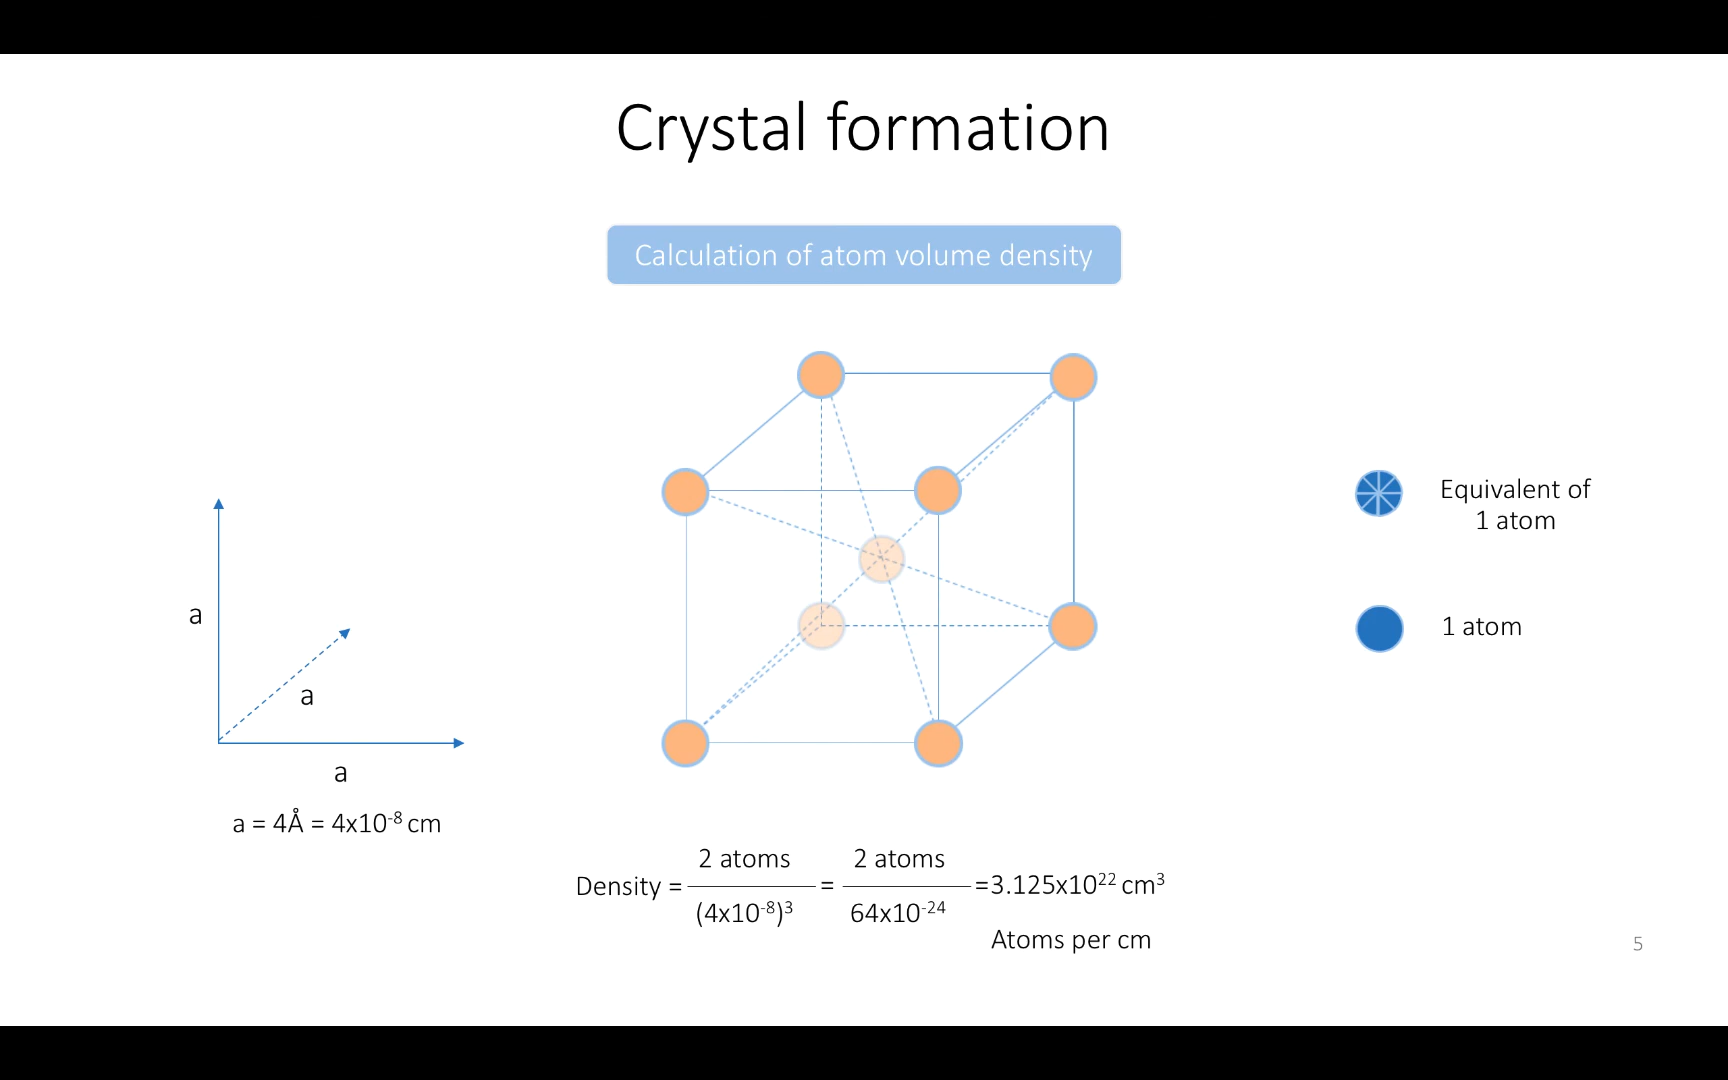 Crystal formation
Calculation of atom volume density
Equivalent of
1 atom
1 atom
a
a
a
a = 4Å = 4x10⁻⁸ cm
2 atoms 2 atoms
Density = = =3.125x10²² cm³
(4x10⁻⁸)³ 64x10⁻²⁴
Atoms per cm
5